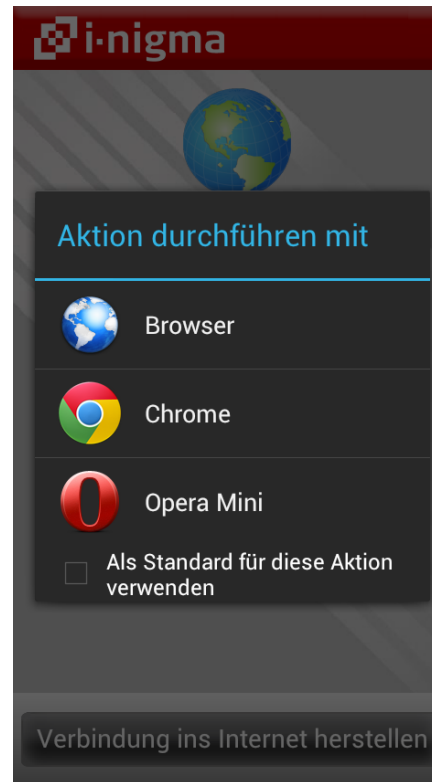 i-nigma
Aktion durchführen mit
Browser
Chrome
Opera Mini
Als Standard für diese Aktion
verwenden
Verbindung ins Internet herstellen